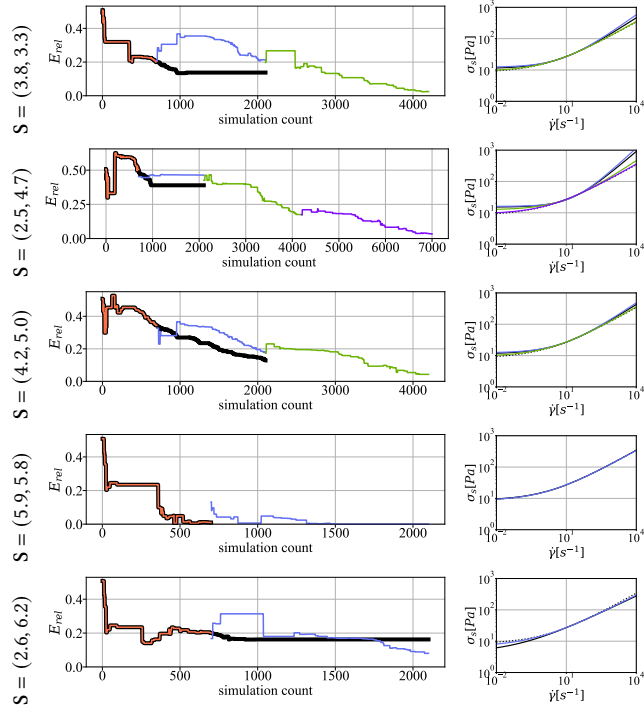 S = (3.8, 3.3)
E_rel
0.4
0.2
0.0
0 1000 2000 3000 4000
simulation count
σ_s[Pa]
10^3
10^2
10^1
10^0
10^-2 10^1 10^4
γ̇[s^-1]
S = (2.5, 4.7)
E_rel
0.50
0.25
0.00
0 1000 2000 3000 4000 5000 6000 7000
simulation count
σ_s[Pa]
10^3
10^2
10^1
10^0
10^-2 10^1 10^4
γ̇[s^-1]
S = (4.2, 5.0)
E_rel
0.4
0.2
0.0
0 1000 2000 3000 4000
simulation count
σ_s[Pa]
10^3
10^2
10^1
10^0
10^-2 10^1 10^4
γ̇[s^-1]
S = (5.9, 5.8)
E_rel
0.4
0.2
0.0
0 500 1000 1500 2000
simulation count
σ_s[Pa]
10^3
10^2
10^1
10^0
10^-2 10^1 10^4
γ̇[s^-1]
S = (2.6, 6.2)
E_rel
0.4
0.2
0.0
0 500 1000 1500 2000
simulation count
σ_s[Pa]
10^3
10^2
10^1
10^0
10^-2 10^1 10^4
γ̇[s^-1]